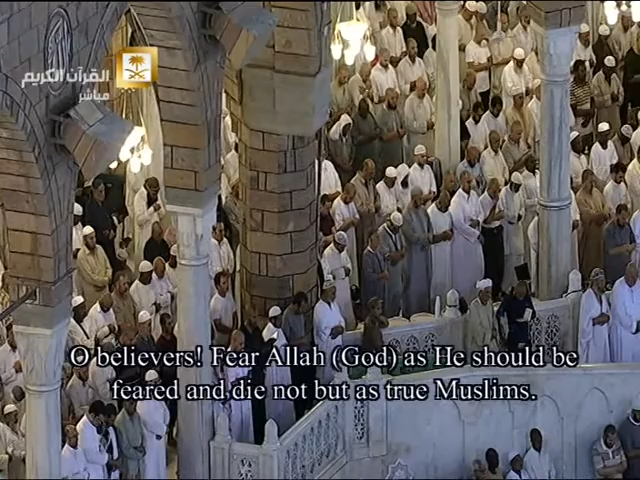 القرآن الكريم
مباشر
O believers! "Fear Allah (God) as He should be
feared and die not but as true Muslims.